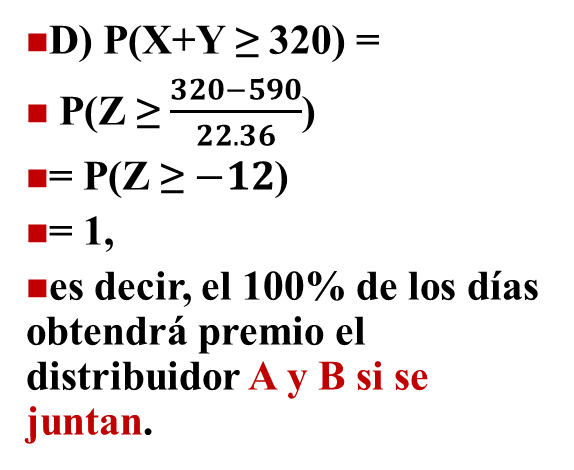 ■D) P(X+Y ≥ 320) =
■ P(Z ≥ \frac{320−590}{22.36})
■= P(Z ≥ −12)
■= 1,
■es decir, el 100% de los días
obtendrá premio el
distribuidor A y B si se
juntan.